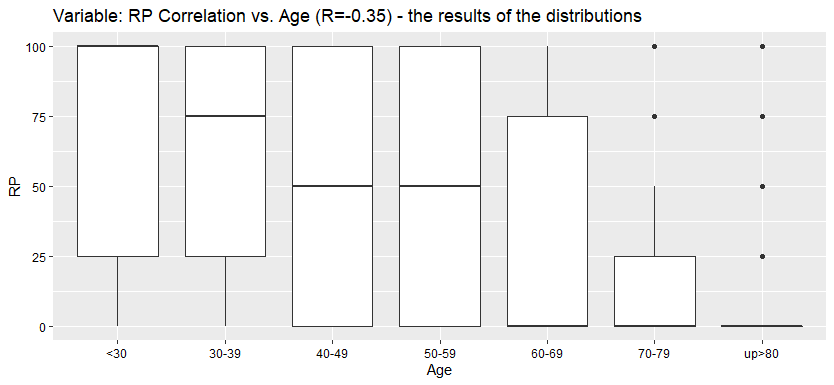 Variable: RP Correlation vs. Age (R=-0.35) - the results of the distributions
100
75
50
25
0
RP
<30
30-39
40-49
50-59
60-69
70-79
up>80
Age